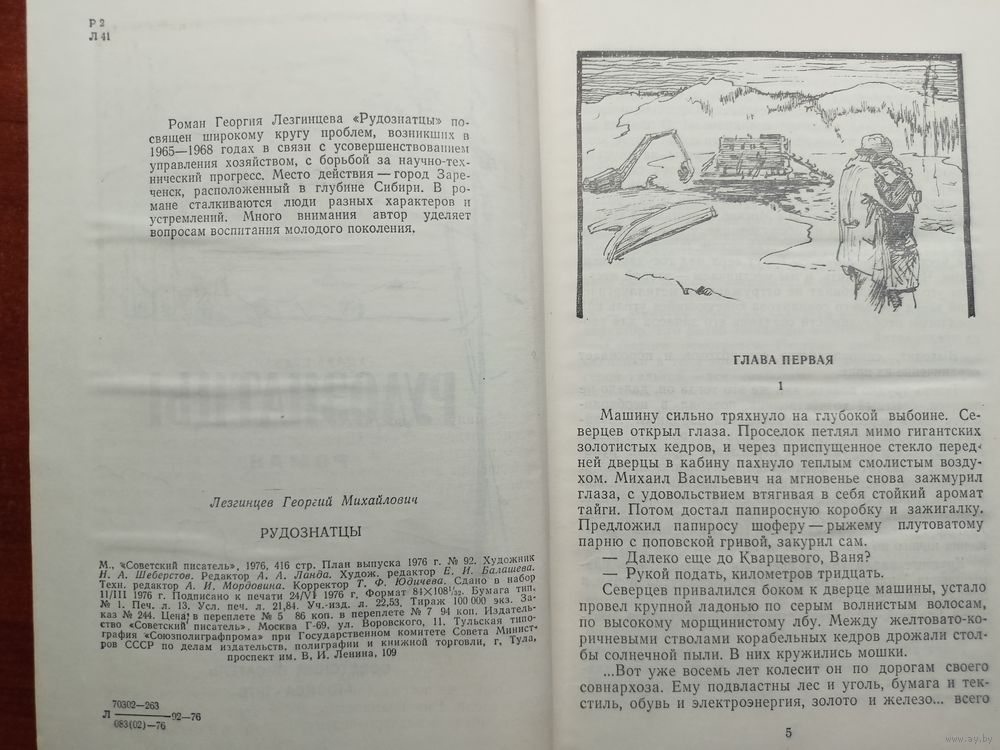 Р 2
Л 41
Роман Георгия Лезгинцева «Рудознатцы» по-
священ широкому кругу проблем, возникших в
1965—1968 годах в связи с усовершенствованием
управления хозяйством, с борьбой за научно-тех-
нический прогресс. Место действия — город Заре-
ченск, расположенный в глубине Сибири. В ро-
мане сталкиваются люди разных характеров и
устремлений. Много внимания автор уделяет
вопросам воспитания молодого поколения.
Лезгинцев Георгий Михайлович
РУДОЗНАТЦЫ
М., «Советский писатель», 1976, 416 стр. План выпуска 1976 г. № 92. Художник
Н. А. Шеберстов. Редактор А. А. Ланда. Худож. редактор Е. И. Балашева.
Техн. редактор А. И. Мордовина. Корректор Т. Ф. Юдичева. Сдано в набор
11/III 1976 г. Подписано к печати 24/VI 1976 г. Формат 84×108¹/₃₂. Бумага тип.
№ 1. Печ. л. 13. Усл. печ. л. 21,84. Уч.-изд. л. 22,53. Тираж 100 000 экз. За-
каз № 244. Цена: в переплете № 5 86 коп. в переплете № 7 94 коп. Издатель-
ство «Советский писатель». Москва Г-69, ул. Воровского, 11. Тульская типо-
графия «Союзполиграфпрома» при Государственном комитете Совета Минист-
ров СССР по делам издательств, полиграфии и книжной торговли, г. Тула,
проспект им. В. И. Ленина, 109
70302—263
Л ———— 92—76
083(02)—76
ГЛАВА ПЕРВАЯ
1
Машину сильно тряхнуло на глубокой выбоине. Се-
верцев открыл глаза. Проселок петлял мимо гигантских
золотистых кедров, и через приспущенное стекло перед-
ней дверцы в кабину пахнуло теплым смолистым возду-
хом. Михаил Васильевич на мгновенье снова зажмурил
глаза, с удовольствием втягивая в себя стойкий аромат
тайги. Потом достал папиросную коробку и зажигалку.
Предложил папиросу шоферу — рыжему плутоватому
парню с поповской гривой, закурил сам.
— Далеко еще до Кварцевого, Ваня?
— Рукой подать, километров тридцать.
Северцев привалился боком к дверце машины, устало
провел крупной ладонью по серым волнистым волосам,
по высокому морщинистому лбу. Между желтовато-ко-
ричневыми стволами корабельных кедров дрожали стол-
бы солнечной пыли. В них кружились мошки.
...Вот уже восемь лет колесит он по дорогам своего
совнархоза. Ему подвластны лес и уголь, бумага и тек-
стиль, обувь и электроэнергия, золото и железо... всего
5
www.ay.by